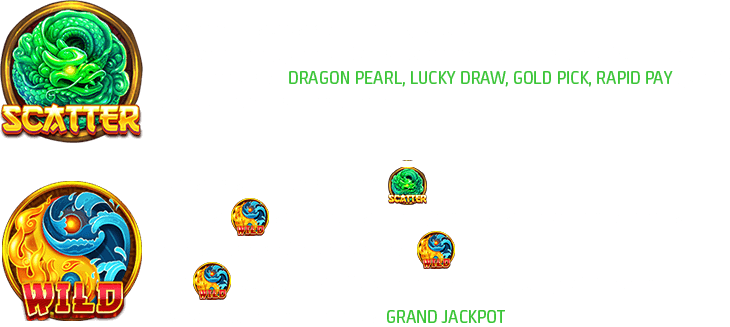 SCATTER
DRAGON PEARL, LUCKY DRAW, GOLD PICK, RAPID PAY
SCATTER
WILD
WILD
WILD
WILD
GRAND JACKPOT